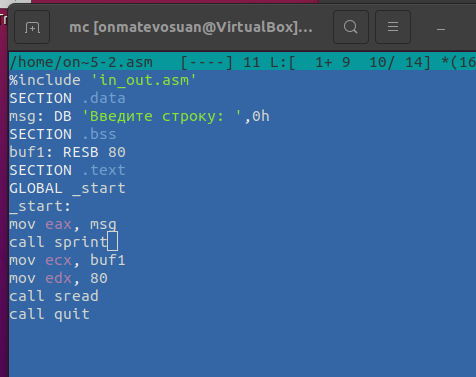 Tr
mc [onmatevosuan@VirtualBox]:
/home/on~5-2.asm [----] 11 L:[ 1+ 9 10/ 14] *(16
%include 'in_out.asm'
SECTION .data
msg: DB 'Введите строку: ',0h
SECTION .bss
buf1: RESB 80
SECTION .text
GLOBAL _start
_start:
mov eax, msg
call sprint
mov ecx, buf1
mov edx, 80
call sread
call quit